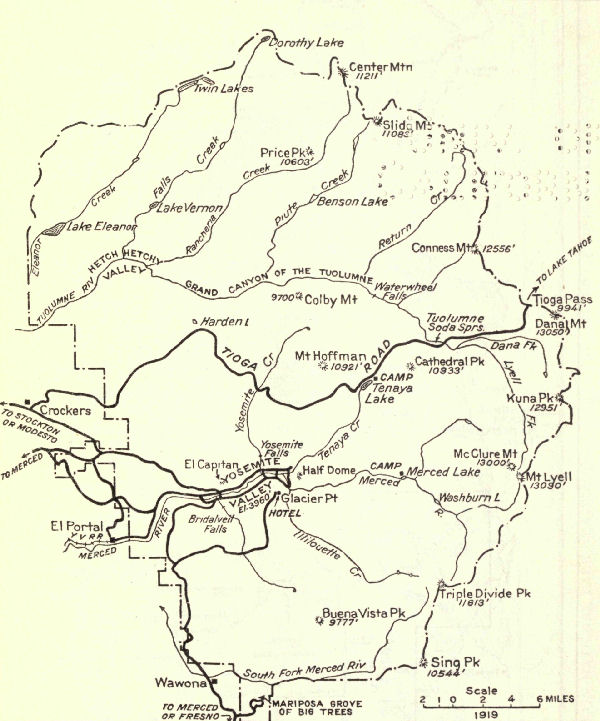 Dorothy Lake
Center Mtn
11211'
Twin Lakes
Slide Mt
11085'
Price Pk
10603'
Creek
Falls
Creek
Creek
Creek
Benson Lake
Lake Vernon
Piute
Rancheria
Lake Eleanor
Eleanor
Return
Cr
Conness Mt 12556'
HETCH HETCHY
VALLEY
TUOLUMNE RIV
GRAND CANYON OF THE TUOLUMNE
Waterwheel
Falls
TO LAKE TAHOE
Tioga Pass
9941'
Dana Mt
13050'
9700' Colby Mt
Harden L
Tuolumne
Soda Sprs.
Dana Fk
TIOGA
ROAD
Mt Hoffman
10921'
Cathedral Pk
10933'
Lyell
Fk
CAMP
Tenaya
Lake
Kuna Pk
12951'
Yosemite
Cr
Crockers
TO STOCKTON
OR MODESTO
TO MERCED
Tenaya Cr
Yosemite
Falls
El Capitan
YOSEMITE
VALLEY
El. 3960'
Half Dome
CAMP
Merced Lake
Merced
R.
McClure Mt
13000'
Mt Lyell
13090'
Washburn L
Glacier Pt
HOTEL
Bridalveil
Falls
El Portal
Y V R R
MERCED
RIVER
Illilouette
Cr
Triple Divide Pk
11613'
Buena Vista Pk
9777'
Sing Pk
10544'
South Fork Merced Riv
Wawona
TO MERCED
OR FRESNO
MARIPOSA GROVE
OF BIG TREES
Scale
2 1 0 2 4 6 MILES
1919